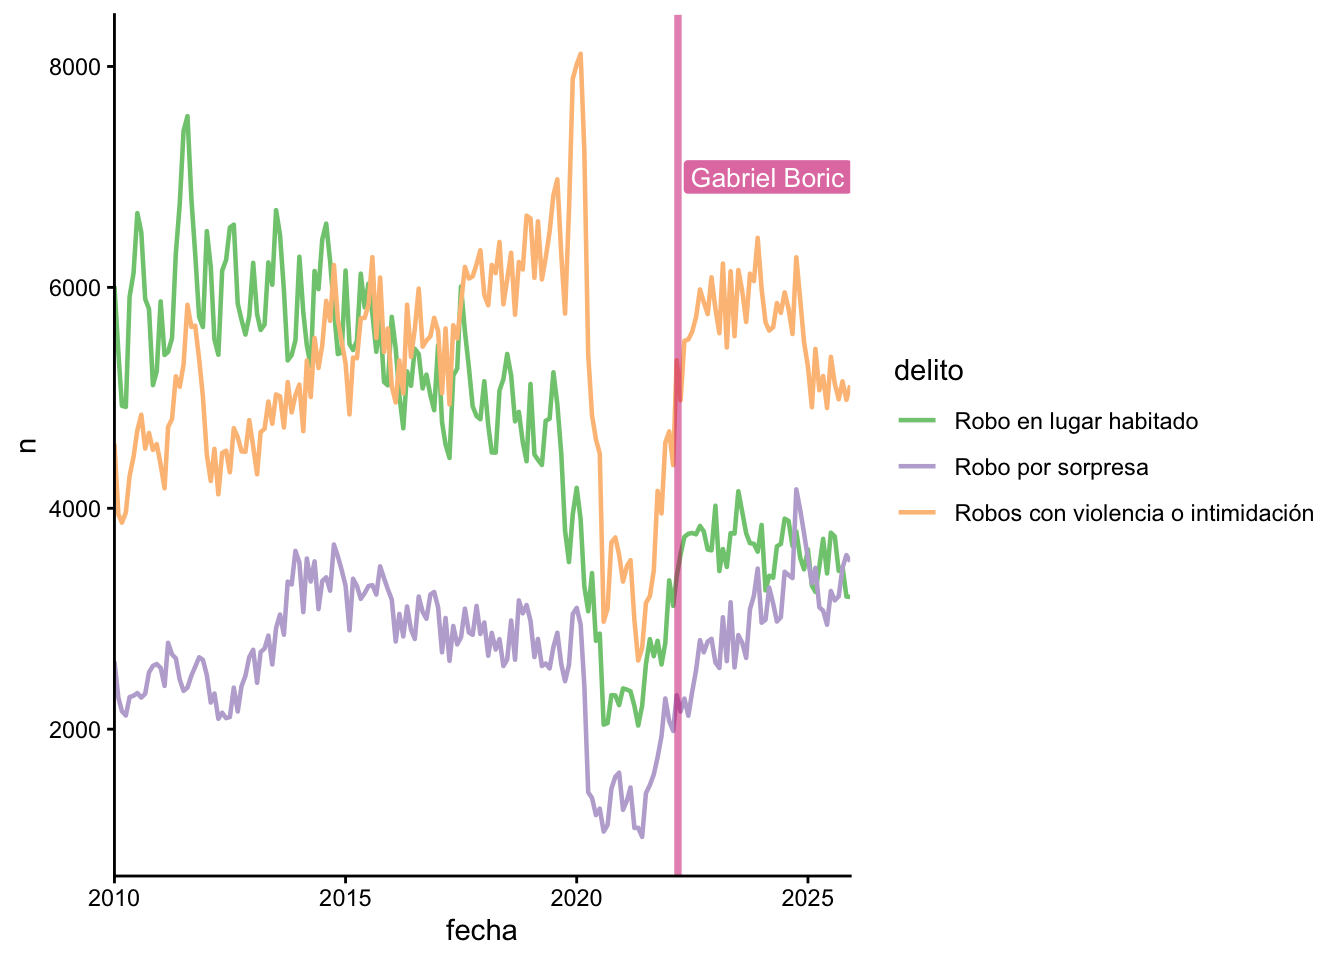 8000
6000
4000
2000
n
2010
2015
2020
2025
fecha
Gabriel Boric
delito
Robo en lugar habitado
Robo por sorpresa
Robos con violencia o intimidación